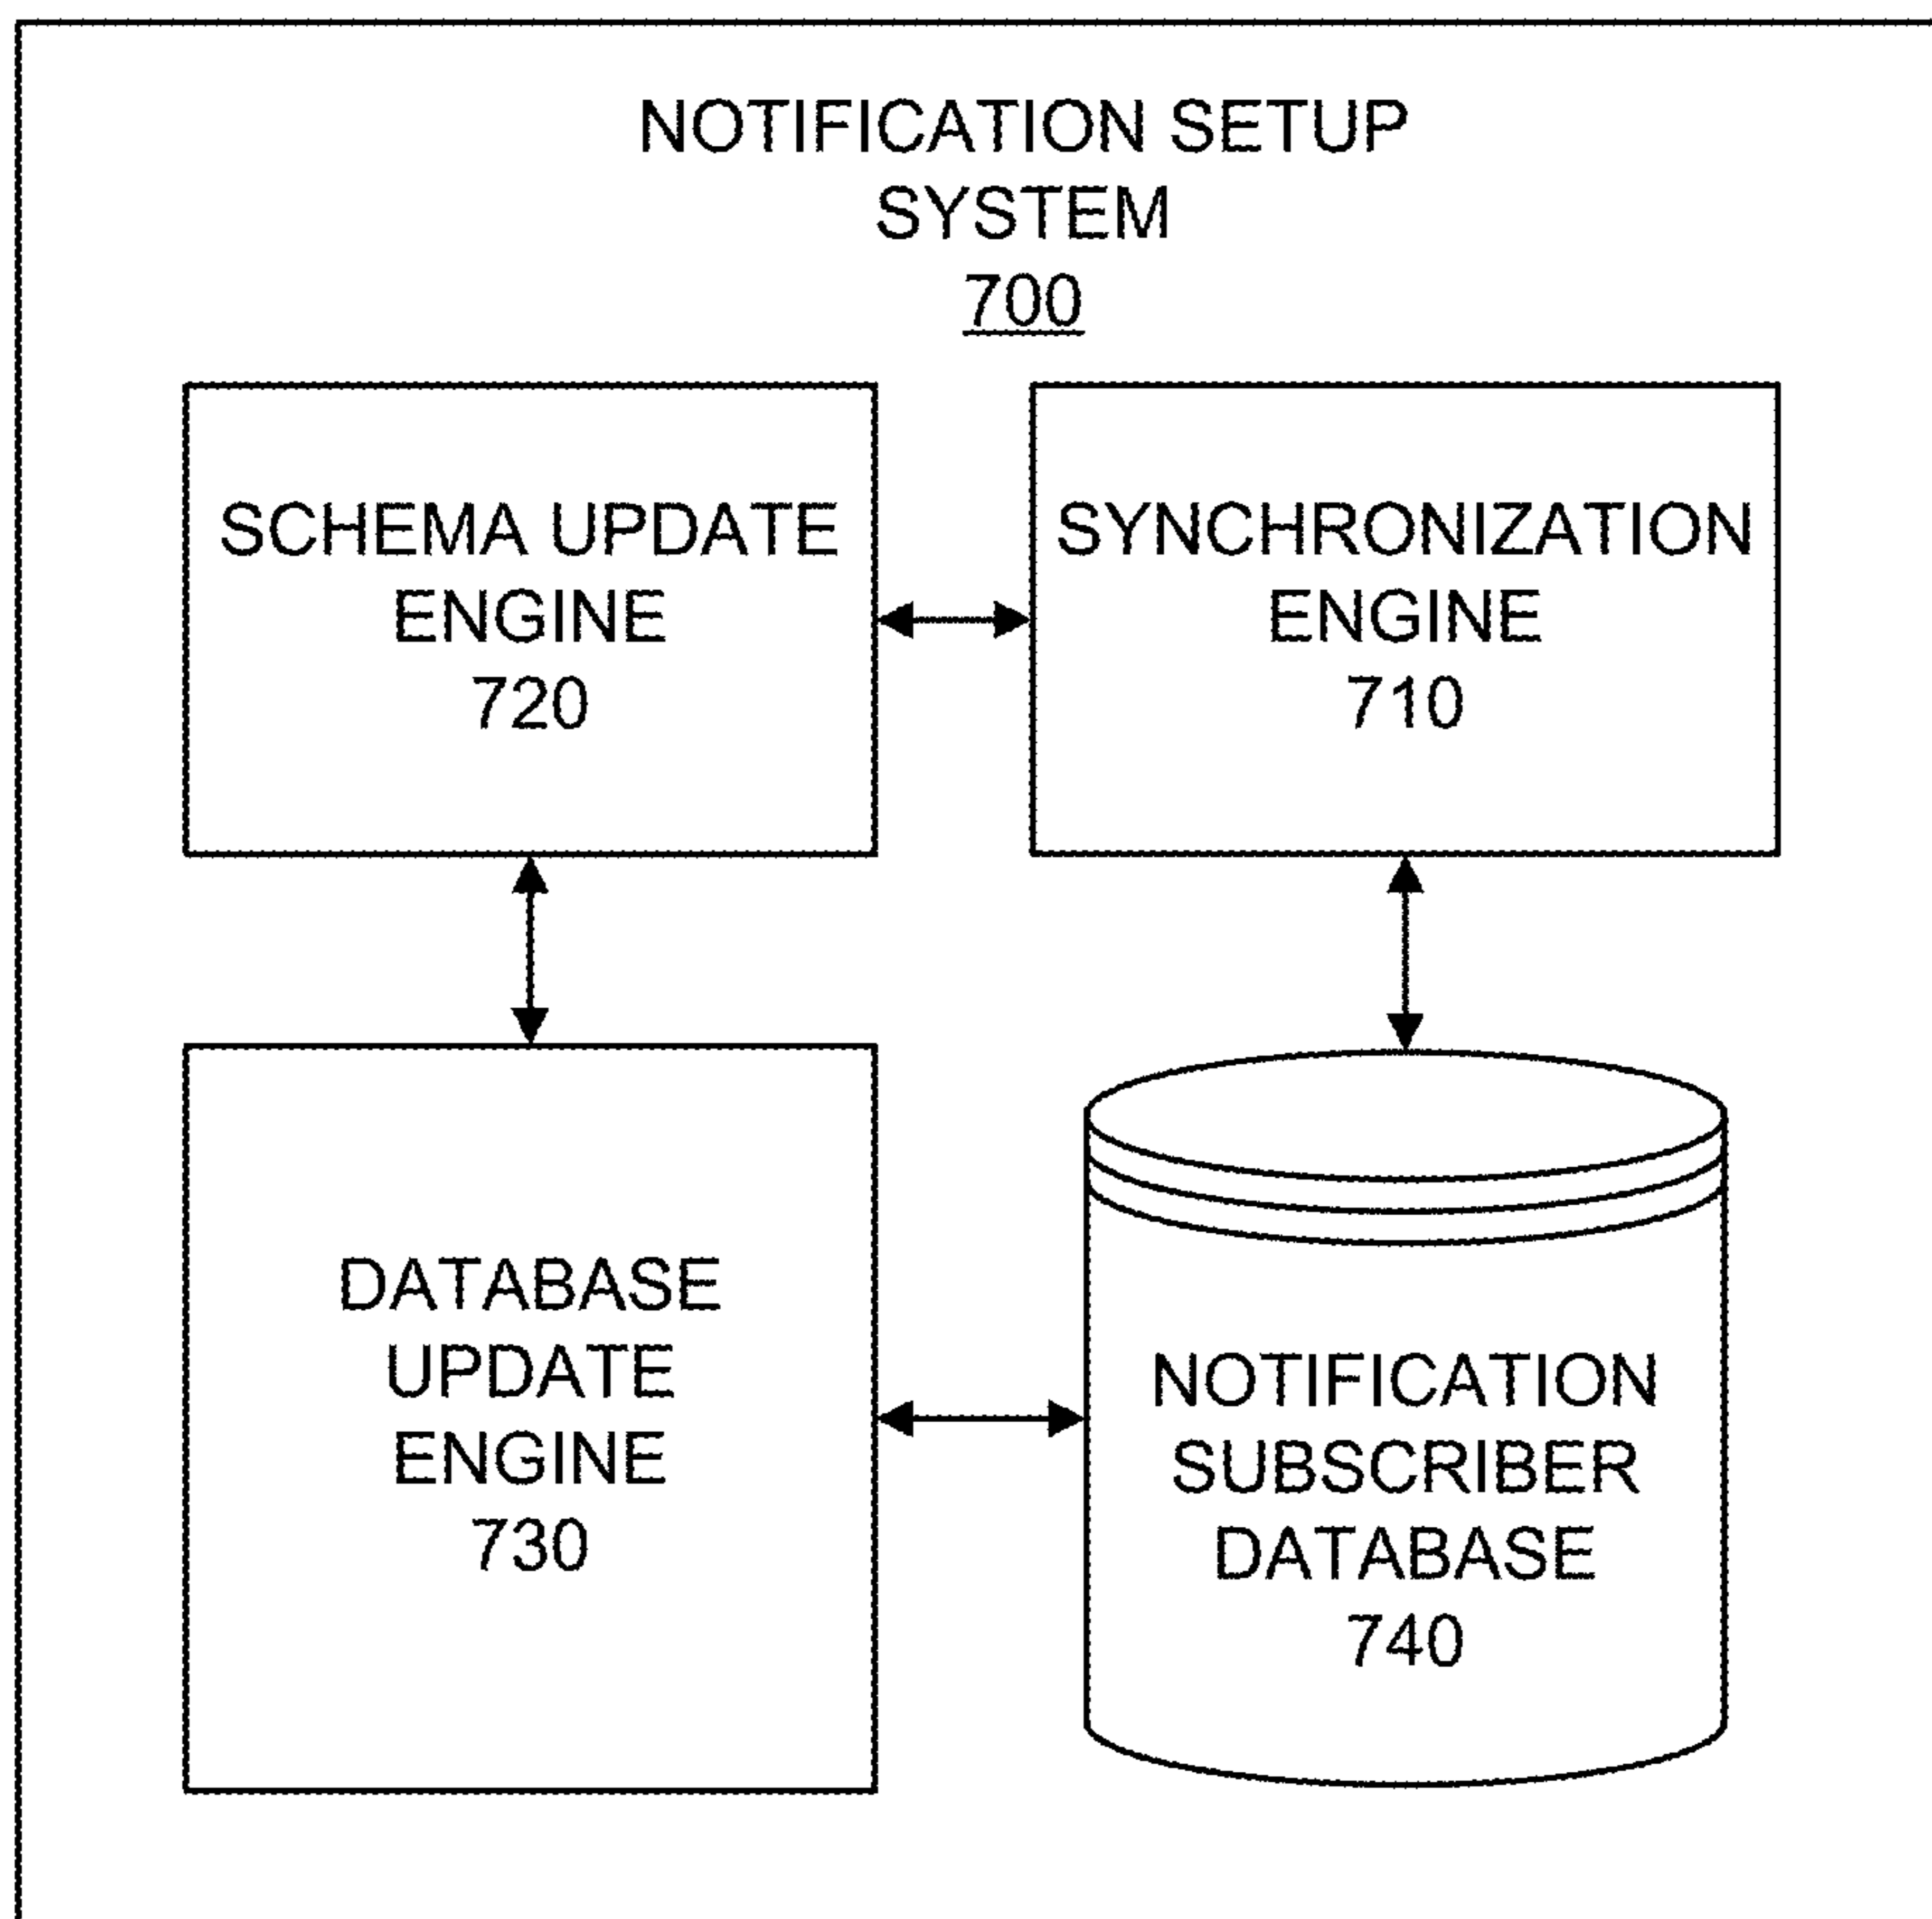 NOTIFICATION SETUP
SYSTEM
700
SCHEMA UPDATE
ENGINE
720
SYNCHRONIZATION
ENGINE
710
DATABASE
UPDATE
ENGINE
730
NOTIFICATION
SUBSCRIBER
DATABASE
740